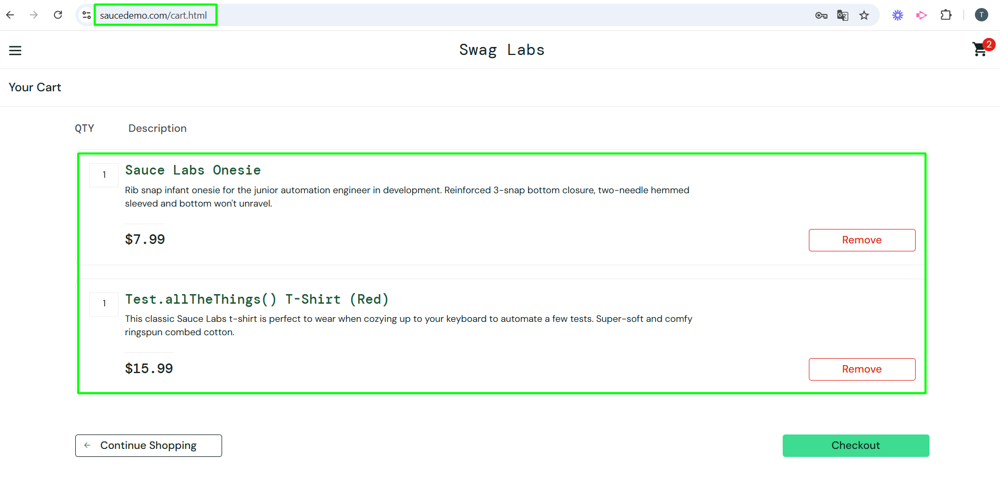 saucedemo.com/cart.html
T
Swag Labs
2
Your Cart
QTY Description
1 Sauce Labs Onesie
Rib snap infant onesie for the junior automation engineer in development. Reinforced 3-snap bottom closure, two-needle hemmed
sleeved and bottom won't unravel.
$7.99
Remove
1 Test.allTheThings() T-Shirt (Red)
This classic Sauce Labs t-shirt is perfect to wear when cozying up to your keyboard to automate a few tests. Super-soft and comfy
ringspun combed cotton.
$15.99
Remove
Continue Shopping
Checkout